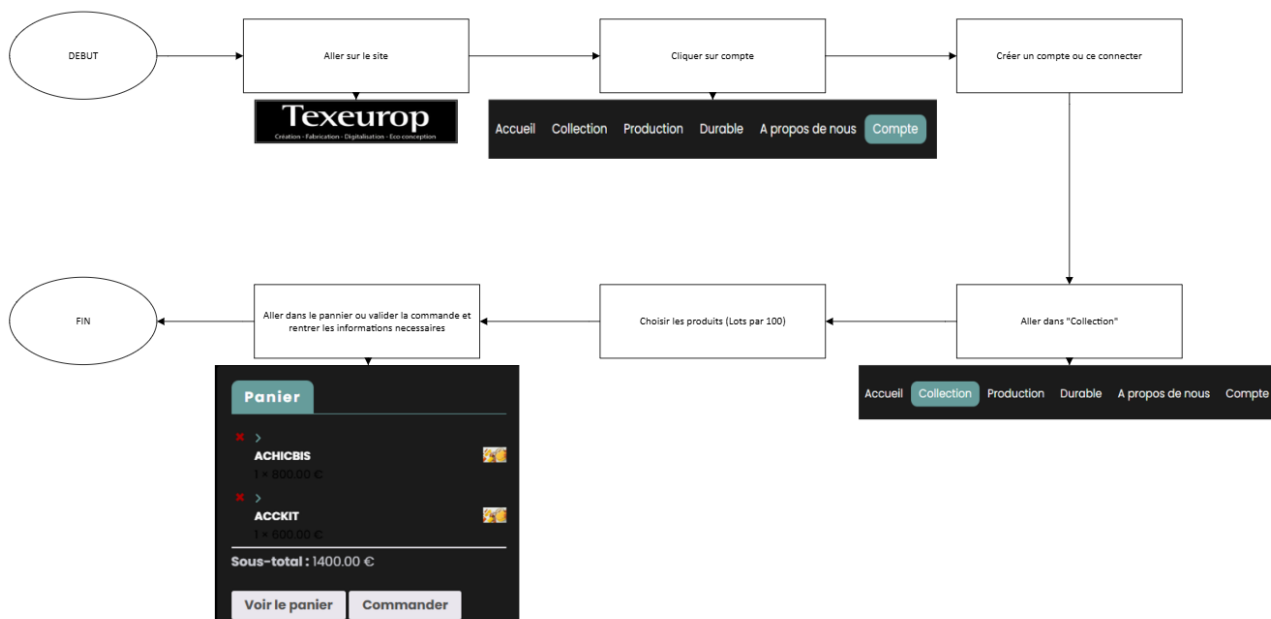 DEBUT
Aller sur le site
Cliquer sur compte
Créer un compte ou ce connecter
Texeurop
Création - Fabrication - Digitalisation - Eco conception
Accueil Collection Production Durable A propos de nous Compte
FIN
Aller dans le pannier ou valider la commande et
rentrer les informations necessaires
Choisir les produits (Lots par 100)
Aller dans "Collection"
Accueil Collection Production Durable A propos de nous Compte
Panier
ACHICBIS
1 × 800.00 €
ACCKIT
1 × 600.00 €
Sous-total : 1400.00 €
Voir le panier Commander